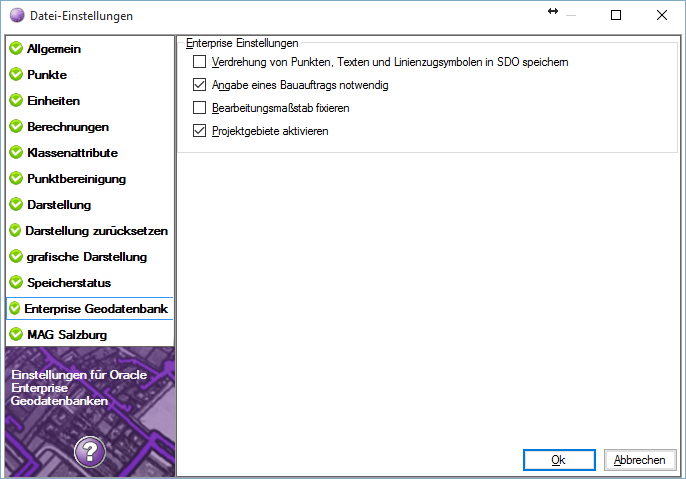 Datei-Einstellungen
Allgemein
Punkte
Einheiten
Berechnungen
Klassenattribute
Punktbereinigung
Darstellung
Darstellung zurücksetzen
grafische Darstellung
Speicherstatus
Enterprise Geodatenbank
MAG Salzburg
Einstellungen für Oracle
Enterprise
Geodatenbanken
?
Enterprise Einstellungen
Verdrehung von Punkten, Texten und Linienzugsymbolen in SDO speichern
Angabe eines Bauauftrags notwendig
Bearbeitungsmaßstab fixieren
Projektgebiete aktivieren
Ok
Abbrechen